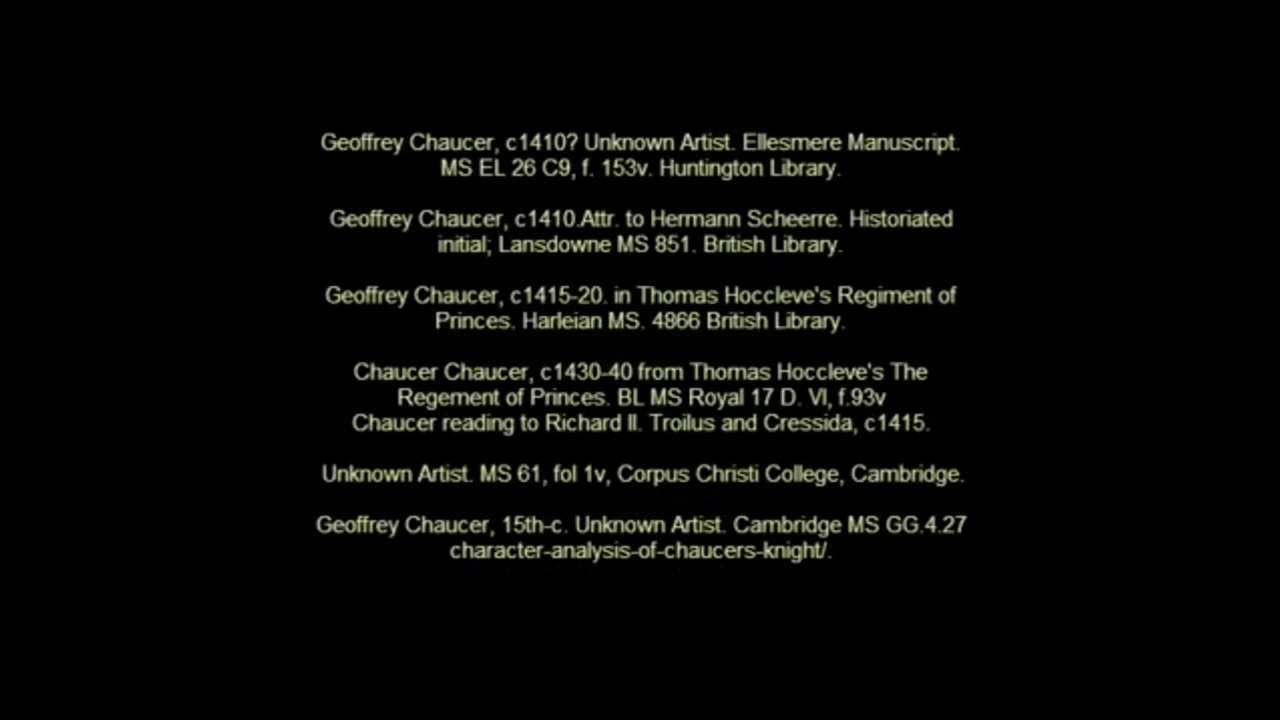 Geoffrey Chaucer, c1410? Unknown Artist. Ellesmere Manuscript.
MS EL 26 C9, f. 153v. Huntington Library.
Geoffrey Chaucer, c1410.Attr. to Hermann Scheerre. Historiated
initial; Lansdowne MS 851. British Library.
Geoffrey Chaucer, c1415-20. in Thomas Hoccleve's Regiment of
Princes. Harleian MS. 4866 British Library.
Chaucer Chaucer, c1430-40 from Thomas Hoccleve's The
Regement of Princes. BL MS Royal 17 D. VI, f.93v
Chaucer reading to Richard II. Troilus and Cressida, c1415.
Unknown Artist. MS 61, fol 1v, Corpus Christi College, Cambridge.
Geoffrey Chaucer, 15th-c. Unknown Artist. Cambridge MS GG.4.27
character-analysis-of-chaucers-knight/.